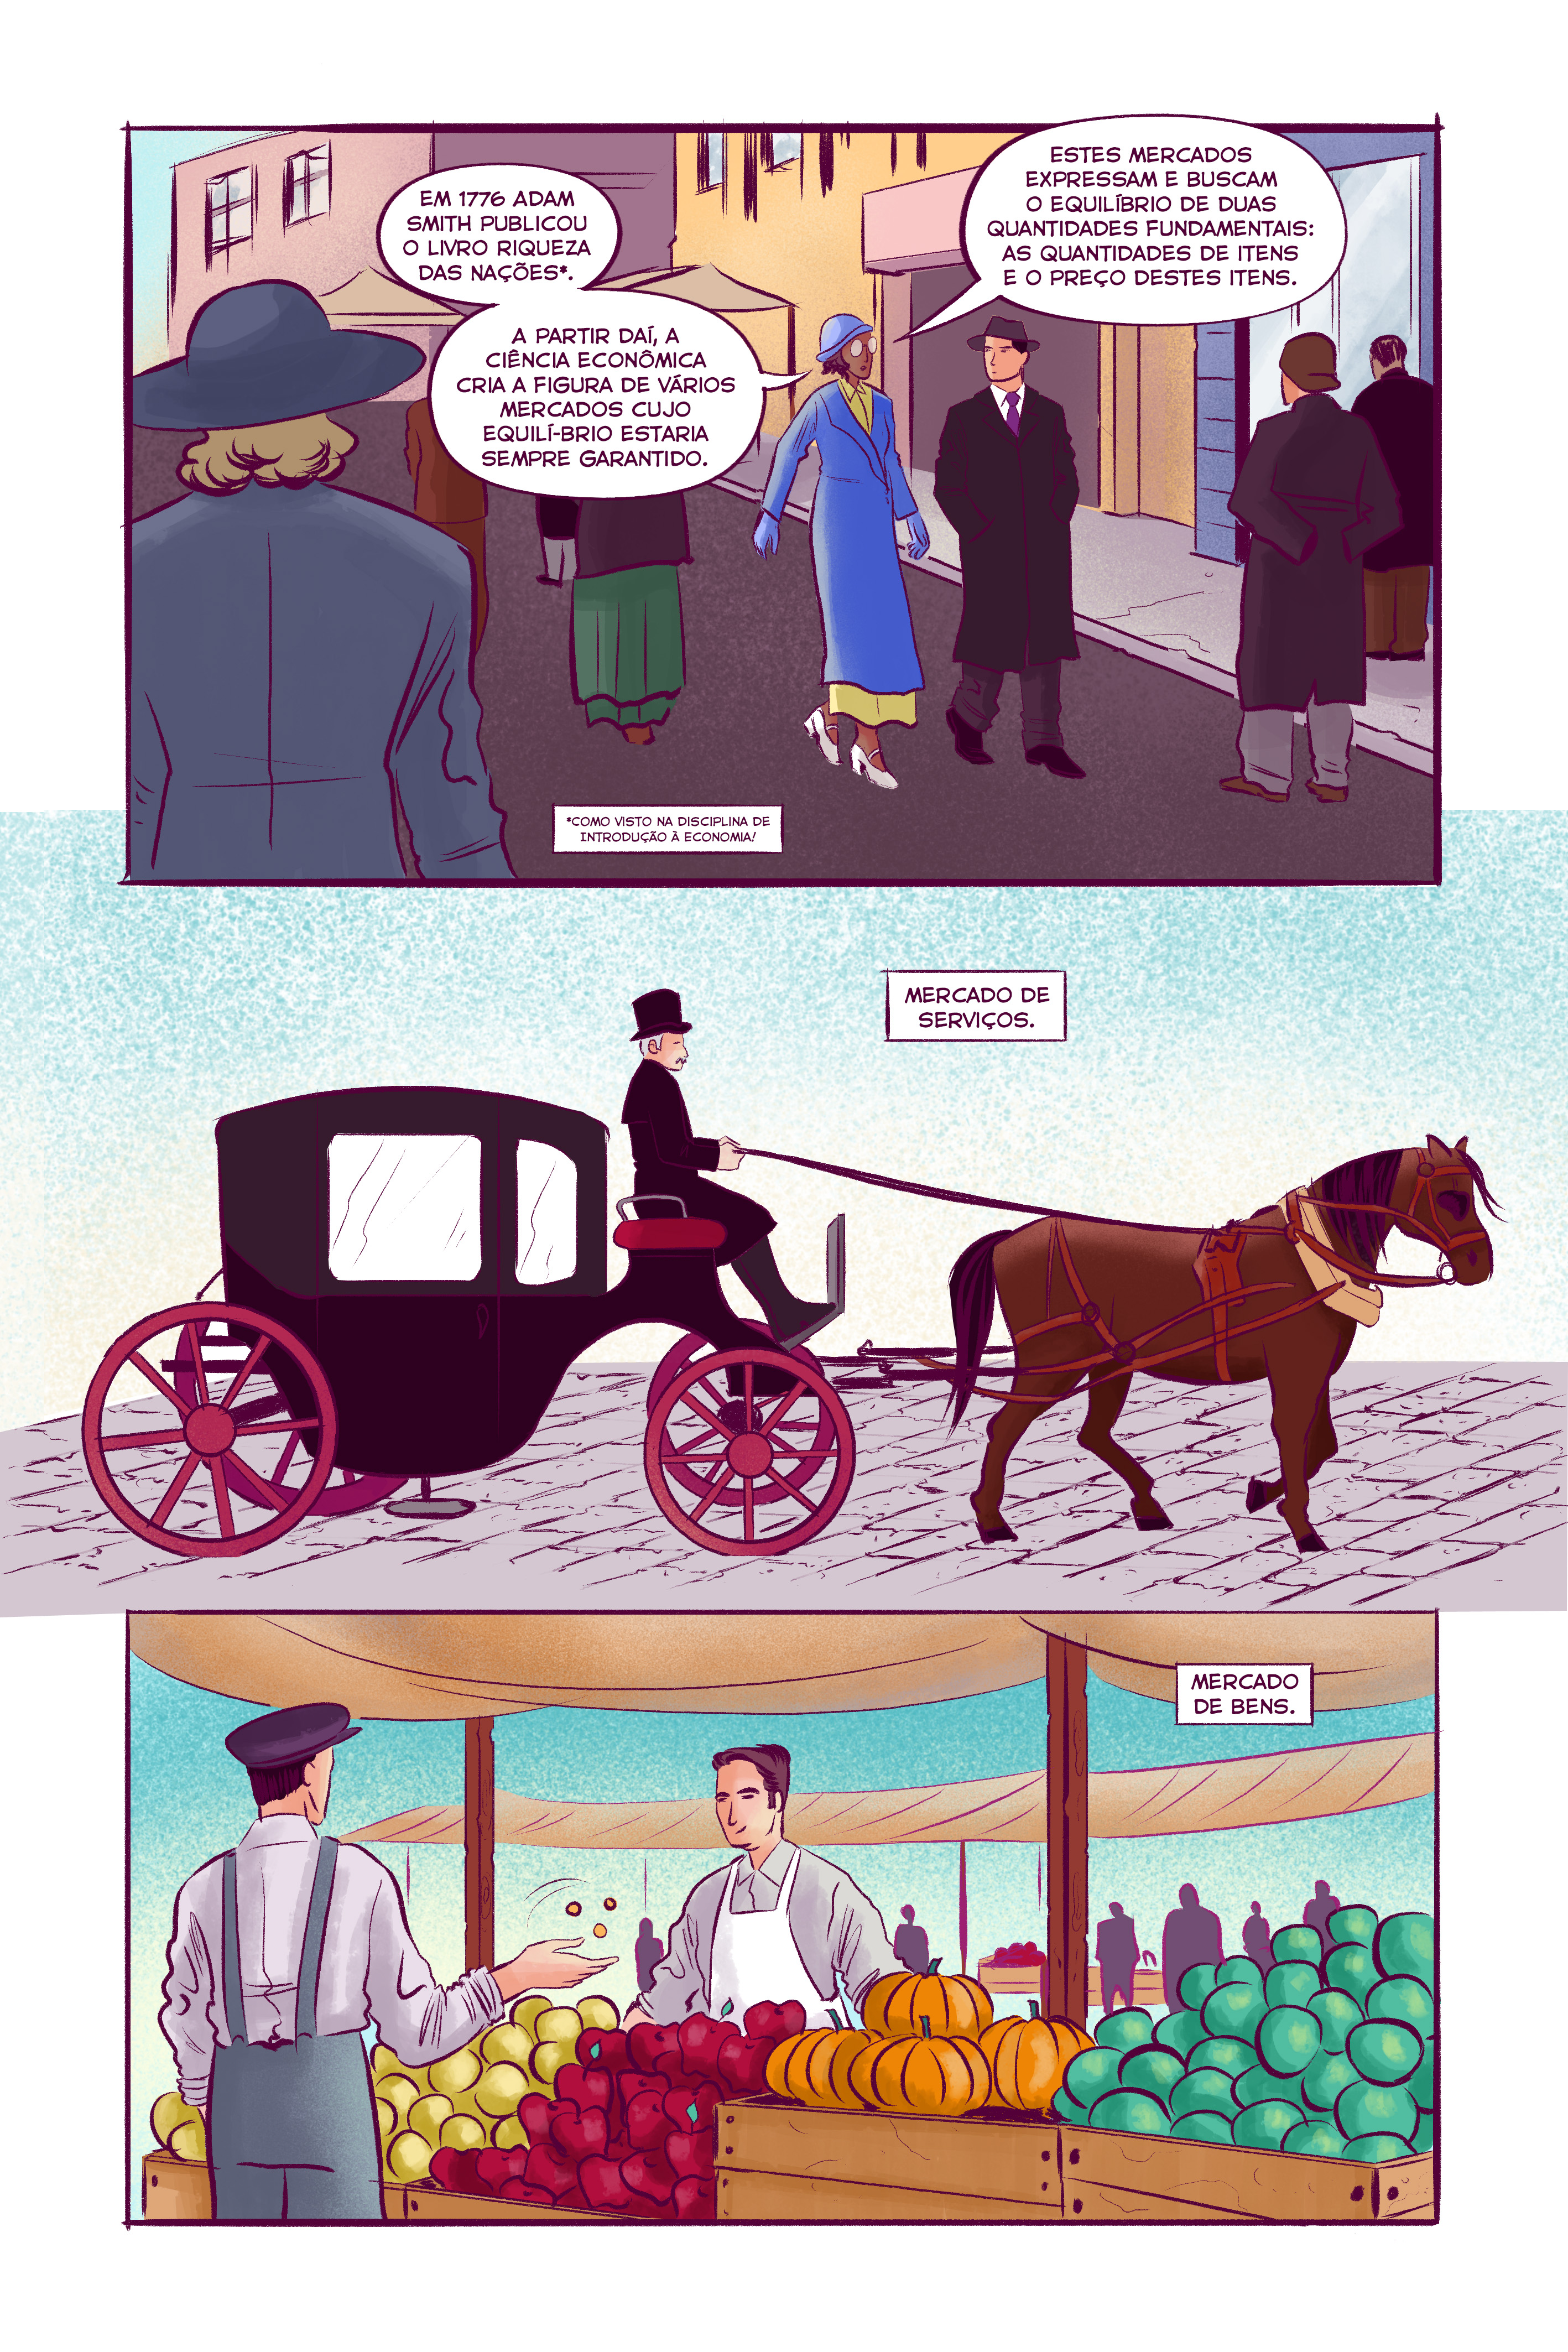 EM 1776 ADAM
SMITH PUBLICOU
O LIVRO RIQUEZA
DAS NAÇÕES*.
A PARTIR DAÍ, A
CIÊNCIA ECONÔMICA
CRIA A FIGURA DE VÁRIOS
MERCADOS CUJO
EQUILÍ-BRIO ESTARIA
SEMPRE GARANTIDO.
ESTES MERCADOS
EXPRESSAM E BUSCAM
O EQUILÍBRIO DE DUAS
QUANTIDADES FUNDAMENTAIS:
AS QUANTIDADES DE ITENS
E O PREÇO DESTES ITENS.
*COMO VISTO NA DISCIPLINA DE
INTRODUÇÃO À ECONOMIA!
MERCADO DE
SERVIÇOS.
MERCADO
DE BENS.